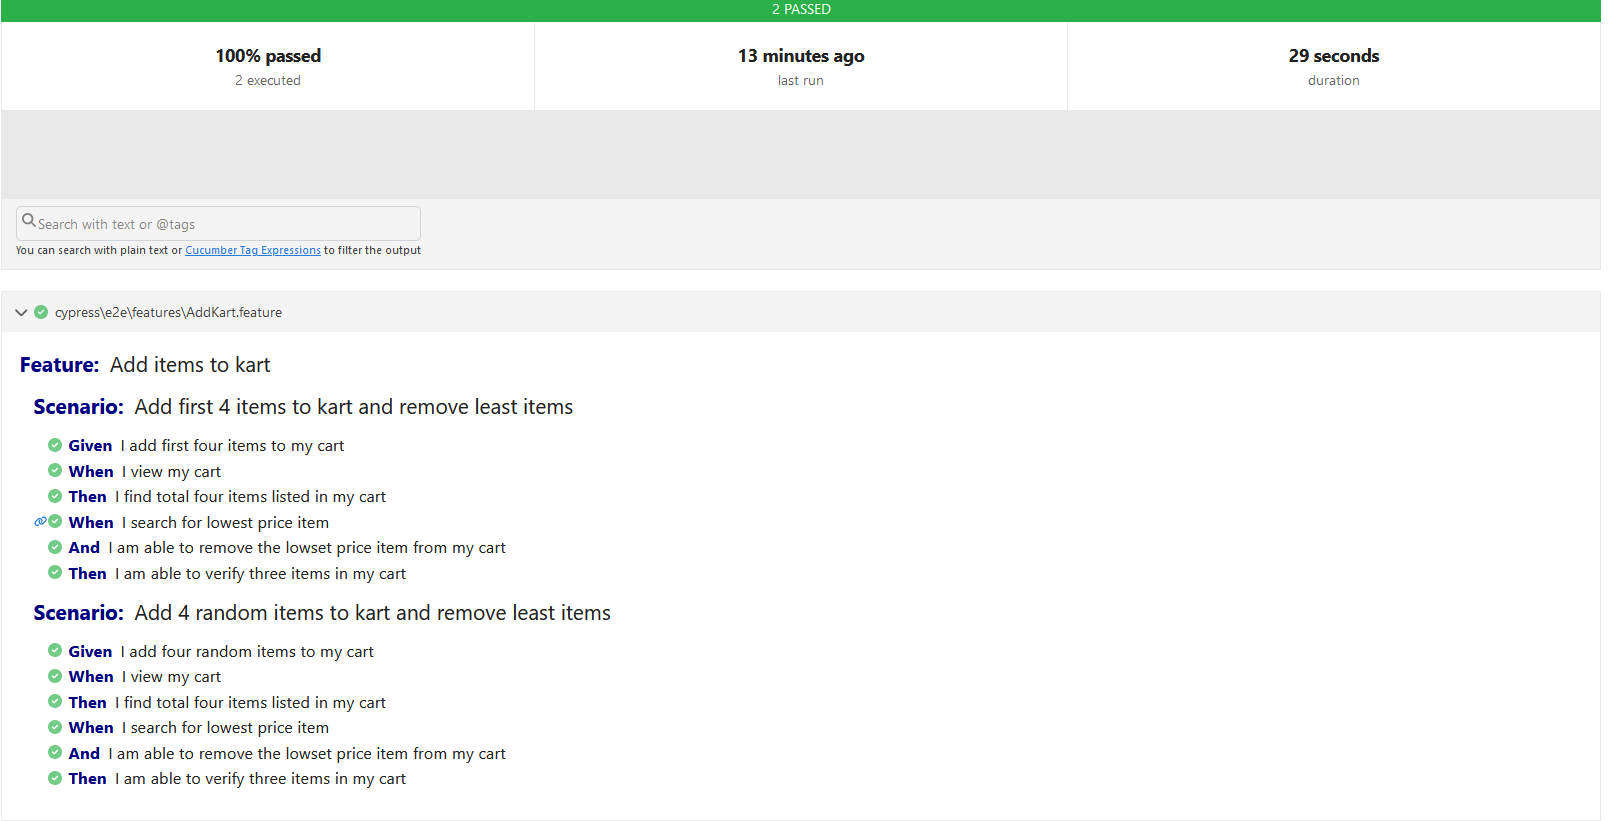 2 PASSED
100% passed
2 executed
13 minutes ago
last run
29 seconds
duration
Search with text or @tags
You can search with plain text or Cucumber Tag Expressions to filter the output
cypress\e2e\features\AddKart.feature
Feature: Add items to kart
Scenario: Add first 4 items to kart and remove least items
Given I add first four items to my cart
When I view my cart
Then I find total four items listed in my cart
When I search for lowest price item
And I am able to remove the lowset price item from my cart
Then I am able to verify three items in my cart
Scenario: Add 4 random items to kart and remove least items
Given I add four random items to my cart
When I view my cart
Then I find total four items listed in my cart
When I search for lowest price item
And I am able to remove the lowset price item from my cart
Then I am able to verify three items in my cart